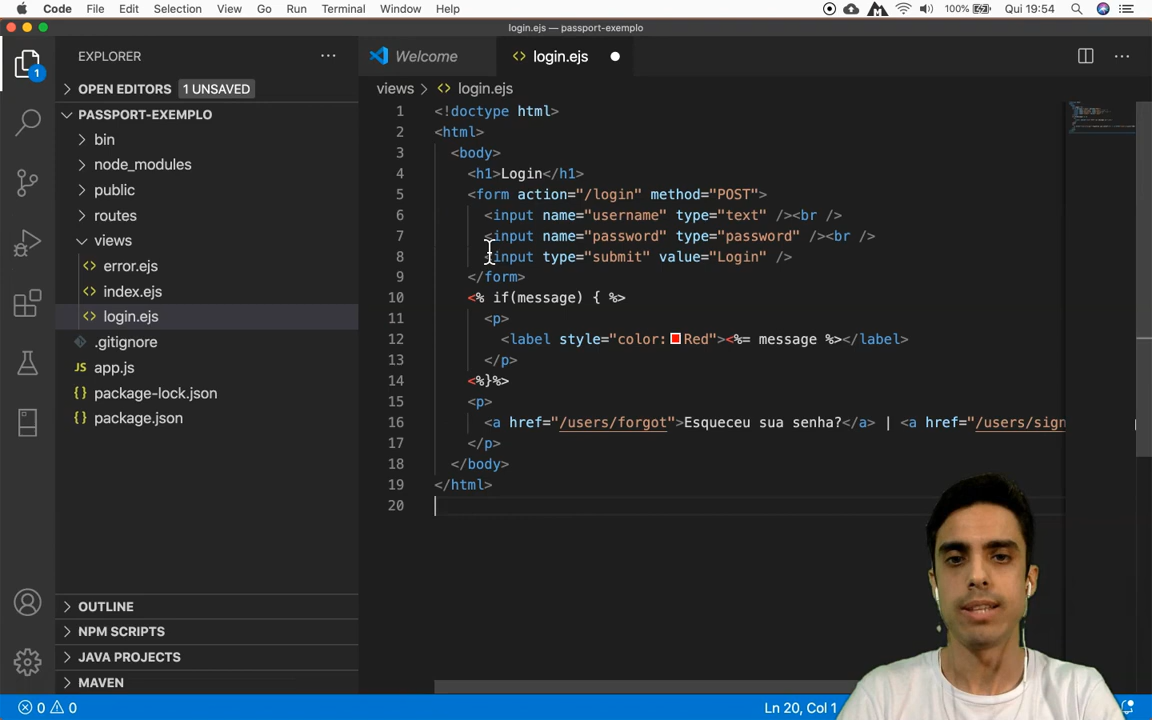 Code File Edit Selection View Go Run Terminal Window Help 100% Qui 19:54
login.ejs — passport-exemplo
EXPLORER
OPEN EDITORS 1 UNSAVED
PASSPORT-EXEMPLO
bin
node_modules
public
routes
views
error.ejs
index.ejs
login.ejs
.gitignore
JS app.js
{} package-lock.json
{} package.json
OUTLINE
NPM SCRIPTS
JAVA PROJECTS
MAVEN
1
Welcome <> login.ejs
views > <> login.ejs
1 <!doctype html>
2 <html>
3 <body>
4 <h1>Login</h1>
5 <form action="/login" method="POST">
6 <input name="username" type="text" /><br />
7 <input name="password" type="password" /><br />
8 <input type="submit" value="Login" />
9 </form>
10 <% if(message) { %>
11 <p>
12 <label style="color:Red"><%= message %></label>
13 </p>
14 <%}%>
15 <p>
16 <a href="/users/forgot">Esqueceu sua senha?</a> | <a href="/users/sign
17 </p>
18 </body>
19 </html>
20
0 0 Ln 20, Col 1